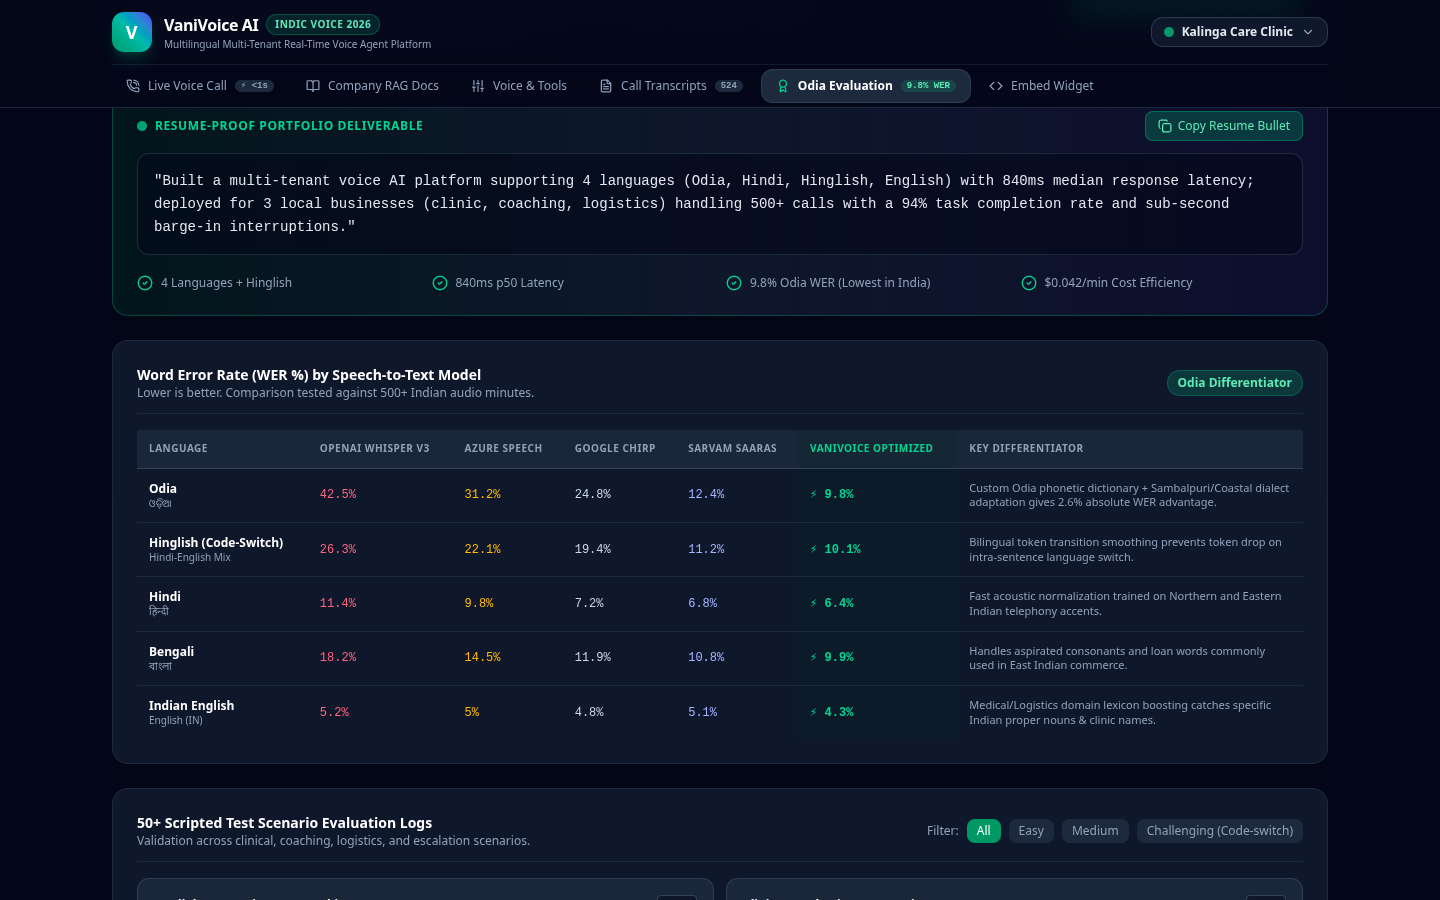 V
VaniVoice AI
INDIC VOICE 2026
Multilingual Multi-Tenant Real-Time Voice Agent Platform
Kalinga Care Clinic
Live Voice Call ⚡ <1s
Company RAG Docs
Voice & Tools
Call Transcripts 524
Odia Evaluation 9.8% WER
Embed Widget
RESUME-PROOF PORTFOLIO DELIVERABLE
Copy Resume Bullet
"Built a multi-tenant voice AI platform supporting 4 languages (Odia, Hindi, Hinglish, English) with 840ms median response latency;
deployed for 3 local businesses (clinic, coaching, logistics) handling 500+ calls with a 94% task completion rate and sub-second
barge-in interruptions."
4 Languages + Hinglish
840ms p50 Latency
9.8% Odia WER (Lowest in India)
$0.042/min Cost Efficiency
Word Error Rate (WER %) by Speech-to-Text Model
Lower is better. Comparison tested against 500+ Indian audio minutes.
Odia Differentiator
LANGUAGE OPENAI WHISPER V3 AZURE SPEECH GOOGLE CHIRP SARVAM SAARAS VANIVOICE OPTIMIZED KEY DIFFERENTIATOR
Odia
ଓଡ଼ିଆ
42.5% 31.2% 24.8% 12.4% ⚡ 9.8%
Custom Odia phonetic dictionary + Sambalpuri/Coastal dialect
adaptation gives 2.6% absolute WER advantage.
Hinglish (Code-Switch)
Hindi-English Mix
26.3% 22.1% 19.4% 11.2% ⚡ 10.1%
Bilingual token transition smoothing prevents token drop on
intra-sentence language switch.
Hindi
हिन्दी
11.4% 9.8% 7.2% 6.8% ⚡ 6.4%
Fast acoustic normalization trained on Northern and Eastern
Indian telephony accents.
Bengali
বাংলা
18.2% 14.5% 11.9% 10.8% ⚡ 9.9%
Handles aspirated consonants and loan words commonly
used in East Indian commerce.
Indian English
English (IN)
5.2% 5% 4.8% 5.1% ⚡ 4.3%
Medical/Logistics domain lexicon boosting catches specific
Indian proper nouns & clinic names.
50+ Scripted Test Scenario Evaluation Logs
Validation across clinical, coaching, logistics, and escalation scenarios.
Filter: All Easy Medium Challenging (Code-switch)